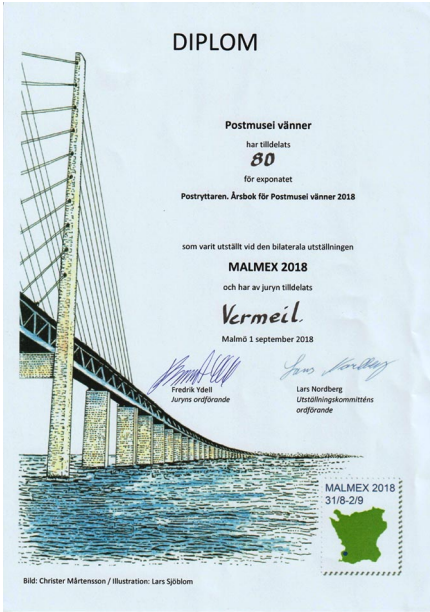 DIPLOM
Postmusei vänner
har tilldelats
80
för exponatet
Postryttaren. Årsbok för Postmusei vänner 2018
som varit utställt vid den bilaterala utställningen
MALMEX 2018
och har av juryn tilldelats
Vermeil.
Malmö 1 september 2018
Fredrik Ydell
Juryns ordförande
Lars Nordberg
Lars Nordberg
Utställningskommitténs
ordförande
MALMEX 2018
31/8-2/9
Bild: Christer Mårtensson / Illustration: Lars Sjöblom